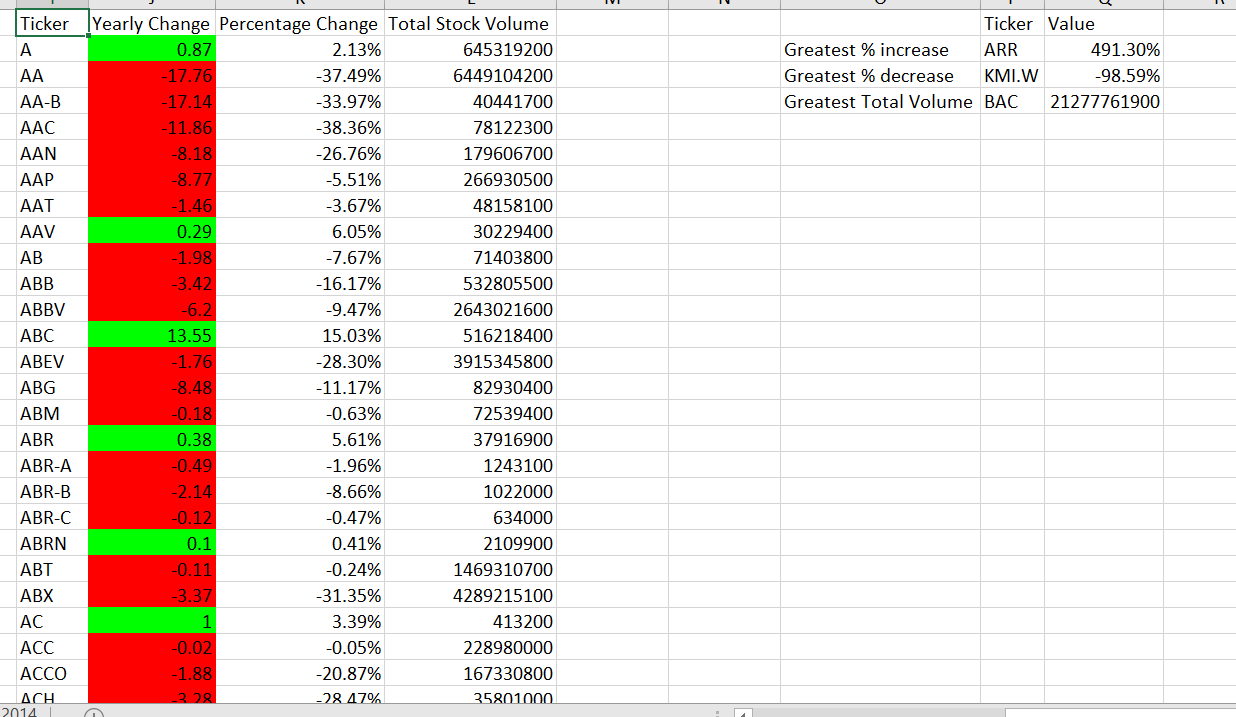 Ticker Yearly Change Percentage Change Total Stock Volume Ticker Value
A 0.87 2.13% 645319200 Greatest % increase ARR 491.30%
AA -17.76 -37.49% 6449104200 Greatest % decrease KMI.W -98.59%
AA-B -17.14 -33.97% 40441700 Greatest Total Volume BAC 21277761900
AAC -11.86 -38.36% 78122300
AAN -8.18 -26.76% 179606700
AAP -8.77 -5.51% 266930500
AAT -1.46 -3.67% 48158100
AAV 0.29 6.05% 30229400
AB -1.98 -7.67% 71403800
ABB -3.42 -16.17% 532805500
ABBV -6.2 -9.47% 2643021600
ABC 13.55 15.03% 516218400
ABEV -1.76 -28.30% 3915345800
ABG -8.48 -11.17% 82930400
ABM -0.18 -0.63% 72539400
ABR 0.38 5.61% 37916900
ABR-A -0.49 -1.96% 1243100
ABR-B -2.14 -8.66% 1022000
ABR-C -0.12 -0.47% 634000
ABRN 0.1 0.41% 2109900
ABT -0.11 -0.24% 1469310700
ABX -3.37 -31.35% 4289215100
AC 1 3.39% 413200
ACC -0.02 -0.05% 228980000
ACCO -1.88 -20.87% 167330800
ACH -3.28 -28.47% 35801000
2014